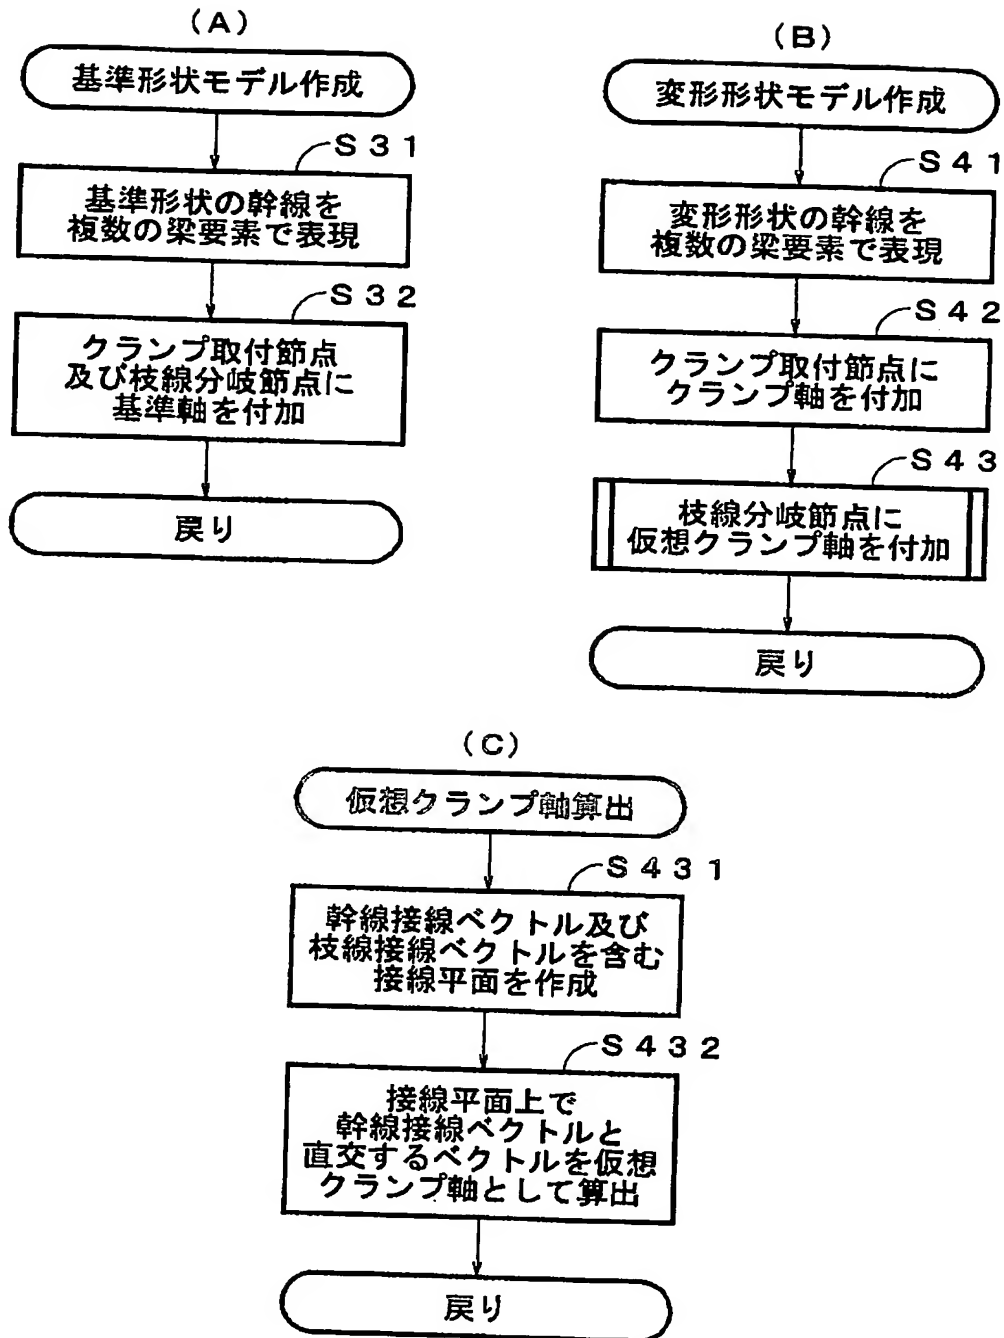 (A)
基準形状モデル作成
S31
基準形状の幹線を
複数の梁要素で表現
S32
クランプ取付節点
及び枝線分岐節点に
基準軸を付加
戻り
(B)
変形形状モデル作成
S41
変形形状の幹線を
複数の梁要素で表現
S42
クランプ取付節点に
クランプ軸を付加
S43
枝線分岐節点に
仮想クランプ軸を付加
戻り
(C)
仮想クランプ軸算出
S431
幹線接線ベクトル及び
枝線接線ベクトルを含む
接線平面を作成
S432
接線平面上で
幹線接線ベクトルと
直交するベクトルを仮想
クランプ軸として算出
戻り